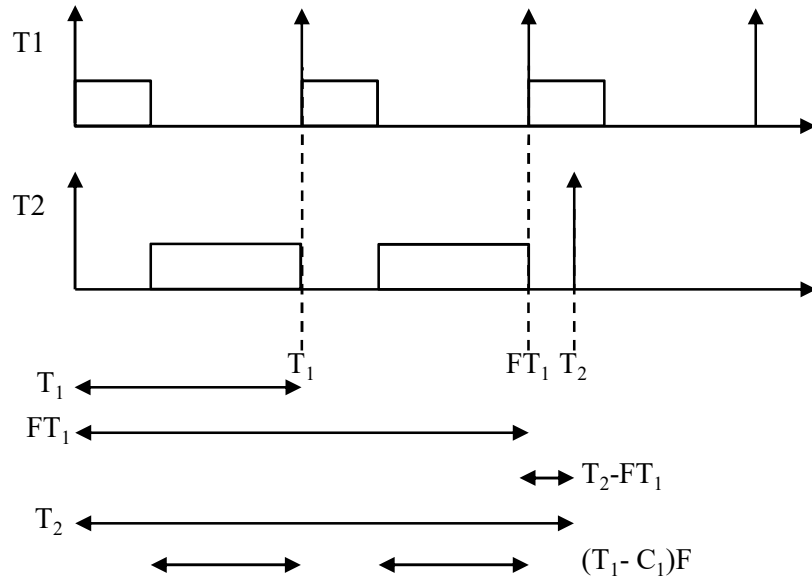 T1
T2
T₁ FT₁ T₂
T₁
FT₁
T₂-FT₁
T₂
(T₁- C₁)F